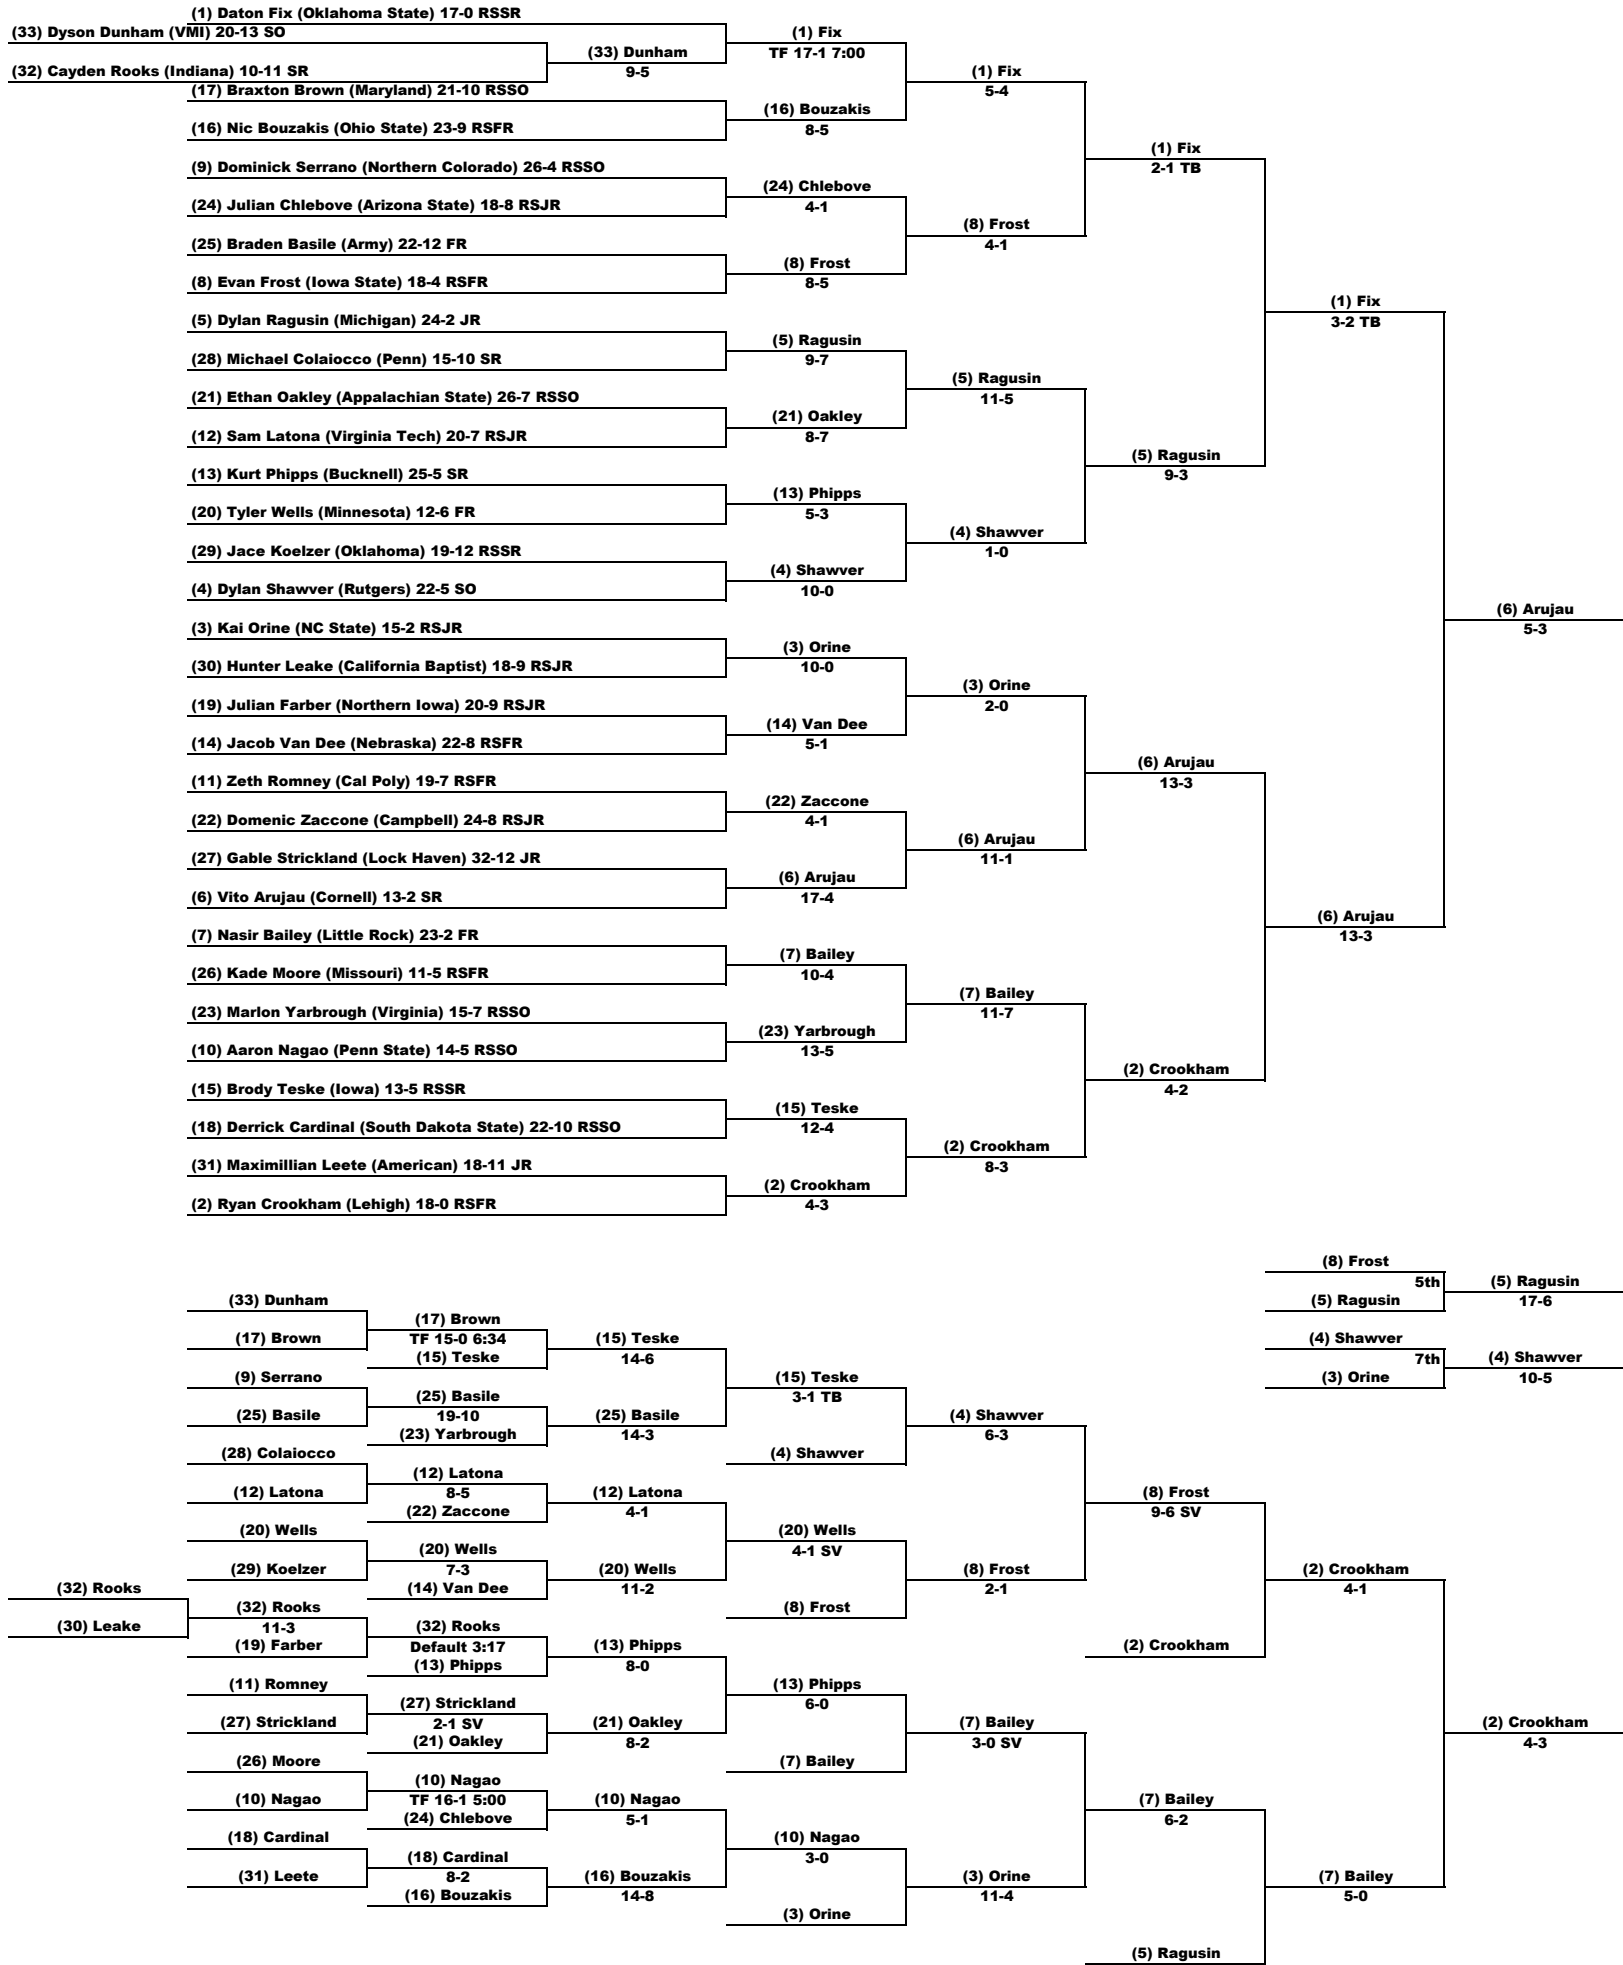 (1) Daton Fix (Oklahoma State) 17-0 RSSR
(33) Dyson Dunham (VMI) 20-13 SO
(1) Fix
(33) Dunham
TF 17-1 7:00
(32) Cayden Rooks (Indiana) 10-11 SR
9-5
(1) Fix
(17) Braxton Brown (Maryland) 21-10 RSSO
5-4
(16) Bouzakis
(16) Nic Bouzakis (Ohio State) 23-9 RSFR
8-5
(1) Fix
(9) Dominick Serrano (Northern Colorado) 26-4 RSSO
2-1 TB
(24) Chlebove
(24) Julian Chlebove (Arizona State) 18-8 RSJR
4-1
(8) Frost
(25) Braden Basile (Army) 22-12 FR
4-1
(8) Frost
(8) Evan Frost (Iowa State) 18-4 RSFR
8-5
(1) Fix
(5) Dylan Ragusin (Michigan) 24-2 JR
3-2 TB
(5) Ragusin
(28) Michael Colaiocco (Penn) 15-10 SR
9-7
(5) Ragusin
(21) Ethan Oakley (Appalachian State) 26-7 RSSO
11-5
(21) Oakley
(12) Sam Latona (Virginia Tech) 20-7 RSJR
8-7
(5) Ragusin
(13) Kurt Phipps (Bucknell) 25-5 SR
9-3
(13) Phipps
(20) Tyler Wells (Minnesota) 12-6 FR
5-3
(4) Shawver
(29) Jace Koelzer (Oklahoma) 19-12 RSSR
1-0
(4) Shawver
(4) Dylan Shawver (Rutgers) 22-5 SO
10-0
(6) Arujau
(3) Kai Orine (NC State) 15-2 RSJR
5-3
(3) Orine
(30) Hunter Leake (California Baptist) 18-9 RSJR
10-0
(3) Orine
(19) Julian Farber (Northern Iowa) 20-9 RSJR
2-0
(14) Van Dee
(14) Jacob Van Dee (Nebraska) 22-8 RSFR
5-1
(6) Arujau
(11) Zeth Romney (Cal Poly) 19-7 RSFR
13-3
(22) Zaccone
(22) Domenic Zaccone (Campbell) 24-8 RSJR
4-1
(6) Arujau
(27) Gable Strickland (Lock Haven) 32-12 JR
11-1
(6) Arujau
(6) Vito Arujau (Cornell) 13-2 SR
17-4
(6) Arujau
(7) Nasir Bailey (Little Rock) 23-2 FR
13-3
(7) Bailey
(26) Kade Moore (Missouri) 11-5 RSFR
10-4
(7) Bailey
(23) Marlon Yarbrough (Virginia) 15-7 RSSO
11-7
(23) Yarbrough
(10) Aaron Nagao (Penn State) 14-5 RSSO
13-5
(2) Crookham
(15) Brody Teske (Iowa) 13-5 RSSR
4-2
(15) Teske
(18) Derrick Cardinal (South Dakota State) 22-10 RSSO
12-4
(2) Crookham
(31) Maximillian Leete (American) 18-11 JR
8-3
(2) Crookham
(2) Ryan Crookham (Lehigh) 18-0 RSFR
4-3
(8) Frost
5th
(5) Ragusin
(5) Ragusin
17-6
(4) Shawver
7th
(4) Shawver
(3) Orine
10-5
(33) Dunham
(17) Brown
(17) Brown
TF 15-0 6:34
(15) Teske
(15) Teske
14-6
(9) Serrano
(15) Teske
3-1 TB
(25) Basile
(25) Basile
19-10
(25) Basile
(4) Shawver
(23) Yarbrough
14-3
6-3
(28) Colaiocco
(4) Shawver
(12) Latona
(12) Latona
8-5
(12) Latona
(8) Frost
(22) Zaccone
4-1
9-6 SV
(20) Wells
(20) Wells
4-1 SV
(20) Wells
(29) Koelzer
7-3
(20) Wells
(8) Frost
(2) Crookham
(32) Rooks
(14) Van Dee
11-2
2-1
4-1
(32) Rooks
(8) Frost
(30) Leake
11-3
(32) Rooks
(19) Farber
Default 3:17
(13) Phipps
(2) Crookham
(13) Phipps
8-0
(11) Romney
(13) Phipps
(27) Strickland
6-0
(27) Strickland
2-1 SV
(21) Oakley
(7) Bailey
(2) Crookham
(21) Oakley
8-2
3-0 SV
4-3
(26) Moore
(7) Bailey
(10) Nagao
(10) Nagao
TF 16-1 5:00
(10) Nagao
(7) Bailey
(24) Chlebove
5-1
6-2
(18) Cardinal
(10) Nagao
(18) Cardinal
3-0
(31) Leete
8-2
(16) Bouzakis
(3) Orine
(7) Bailey
(16) Bouzakis
14-8
11-4
5-0
(3) Orine
(5) Ragusin